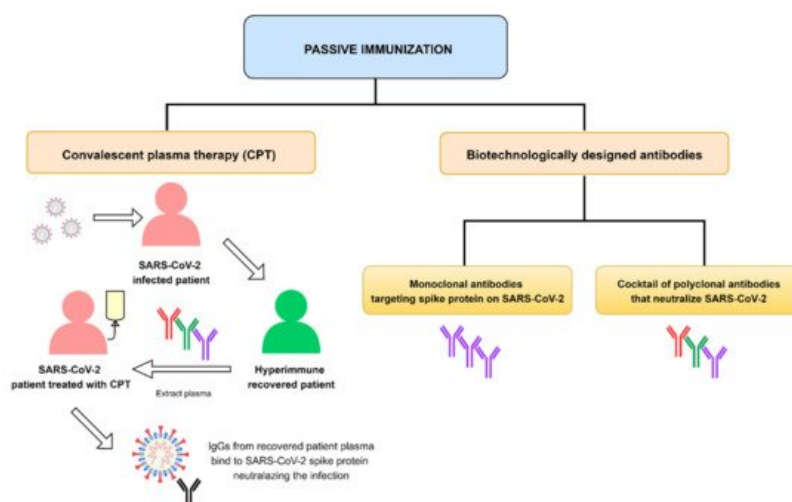 PASSIVE IMMUNIZATION
Convalescent plasma therapy (CPT)
Biotechnologically designed antibodies
SARS-CoV-2
infected patient
Monoclonal antibodies
targeting spike protein on SARS-CoV-2
Cocktail of polyclonal antibodies
that neutralize SARS-CoV-2
SARS-CoV-2
patient treated with CPT
Extract plasma
Hyperimmune
recovered patient
IgGs from recovered patient plasma
bind to SARS-CoV-2 spike protein
neutralazing the infection